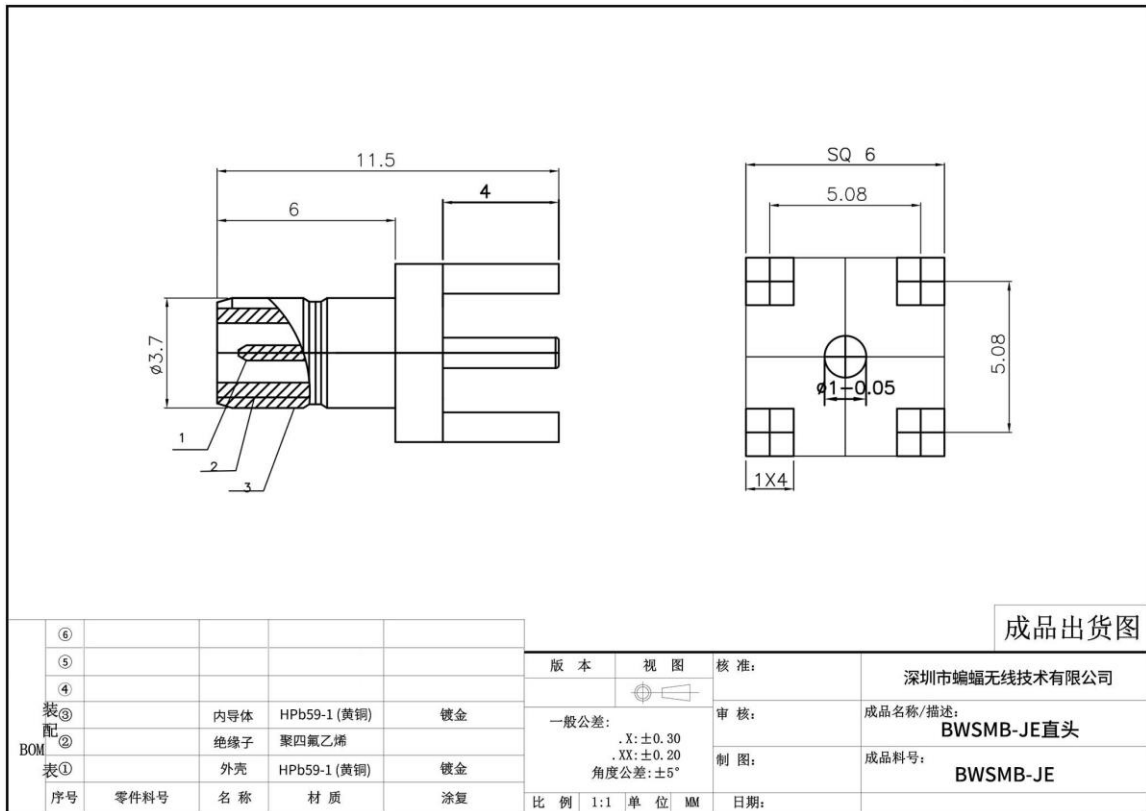 11.5
6
4
ø3.7
1
2
3
SQ 6
5.08
5.08
ø1-0.05
1X4
成品出货图
⑥
⑤
④
③ 内导体 HPb59-1 (黄铜) 镀金
② 绝缘子 聚四氟乙烯
① 外壳 HPb59-1 (黄铜) 镀金
序号 零件料号 名 称 材 质 涂复
BOM
装配表
版 本 视 图
一般公差:
.X:±0.30
.XX:±0.20
角度公差:±5°
比 例 1:1 单 位 MM
核 准:
审 核:
制 图:
日期:
深圳市蝙蝠无线技术有限公司
成品名称/描述:
BWSMB-JE直头
成品料号:
BWSMB-JE